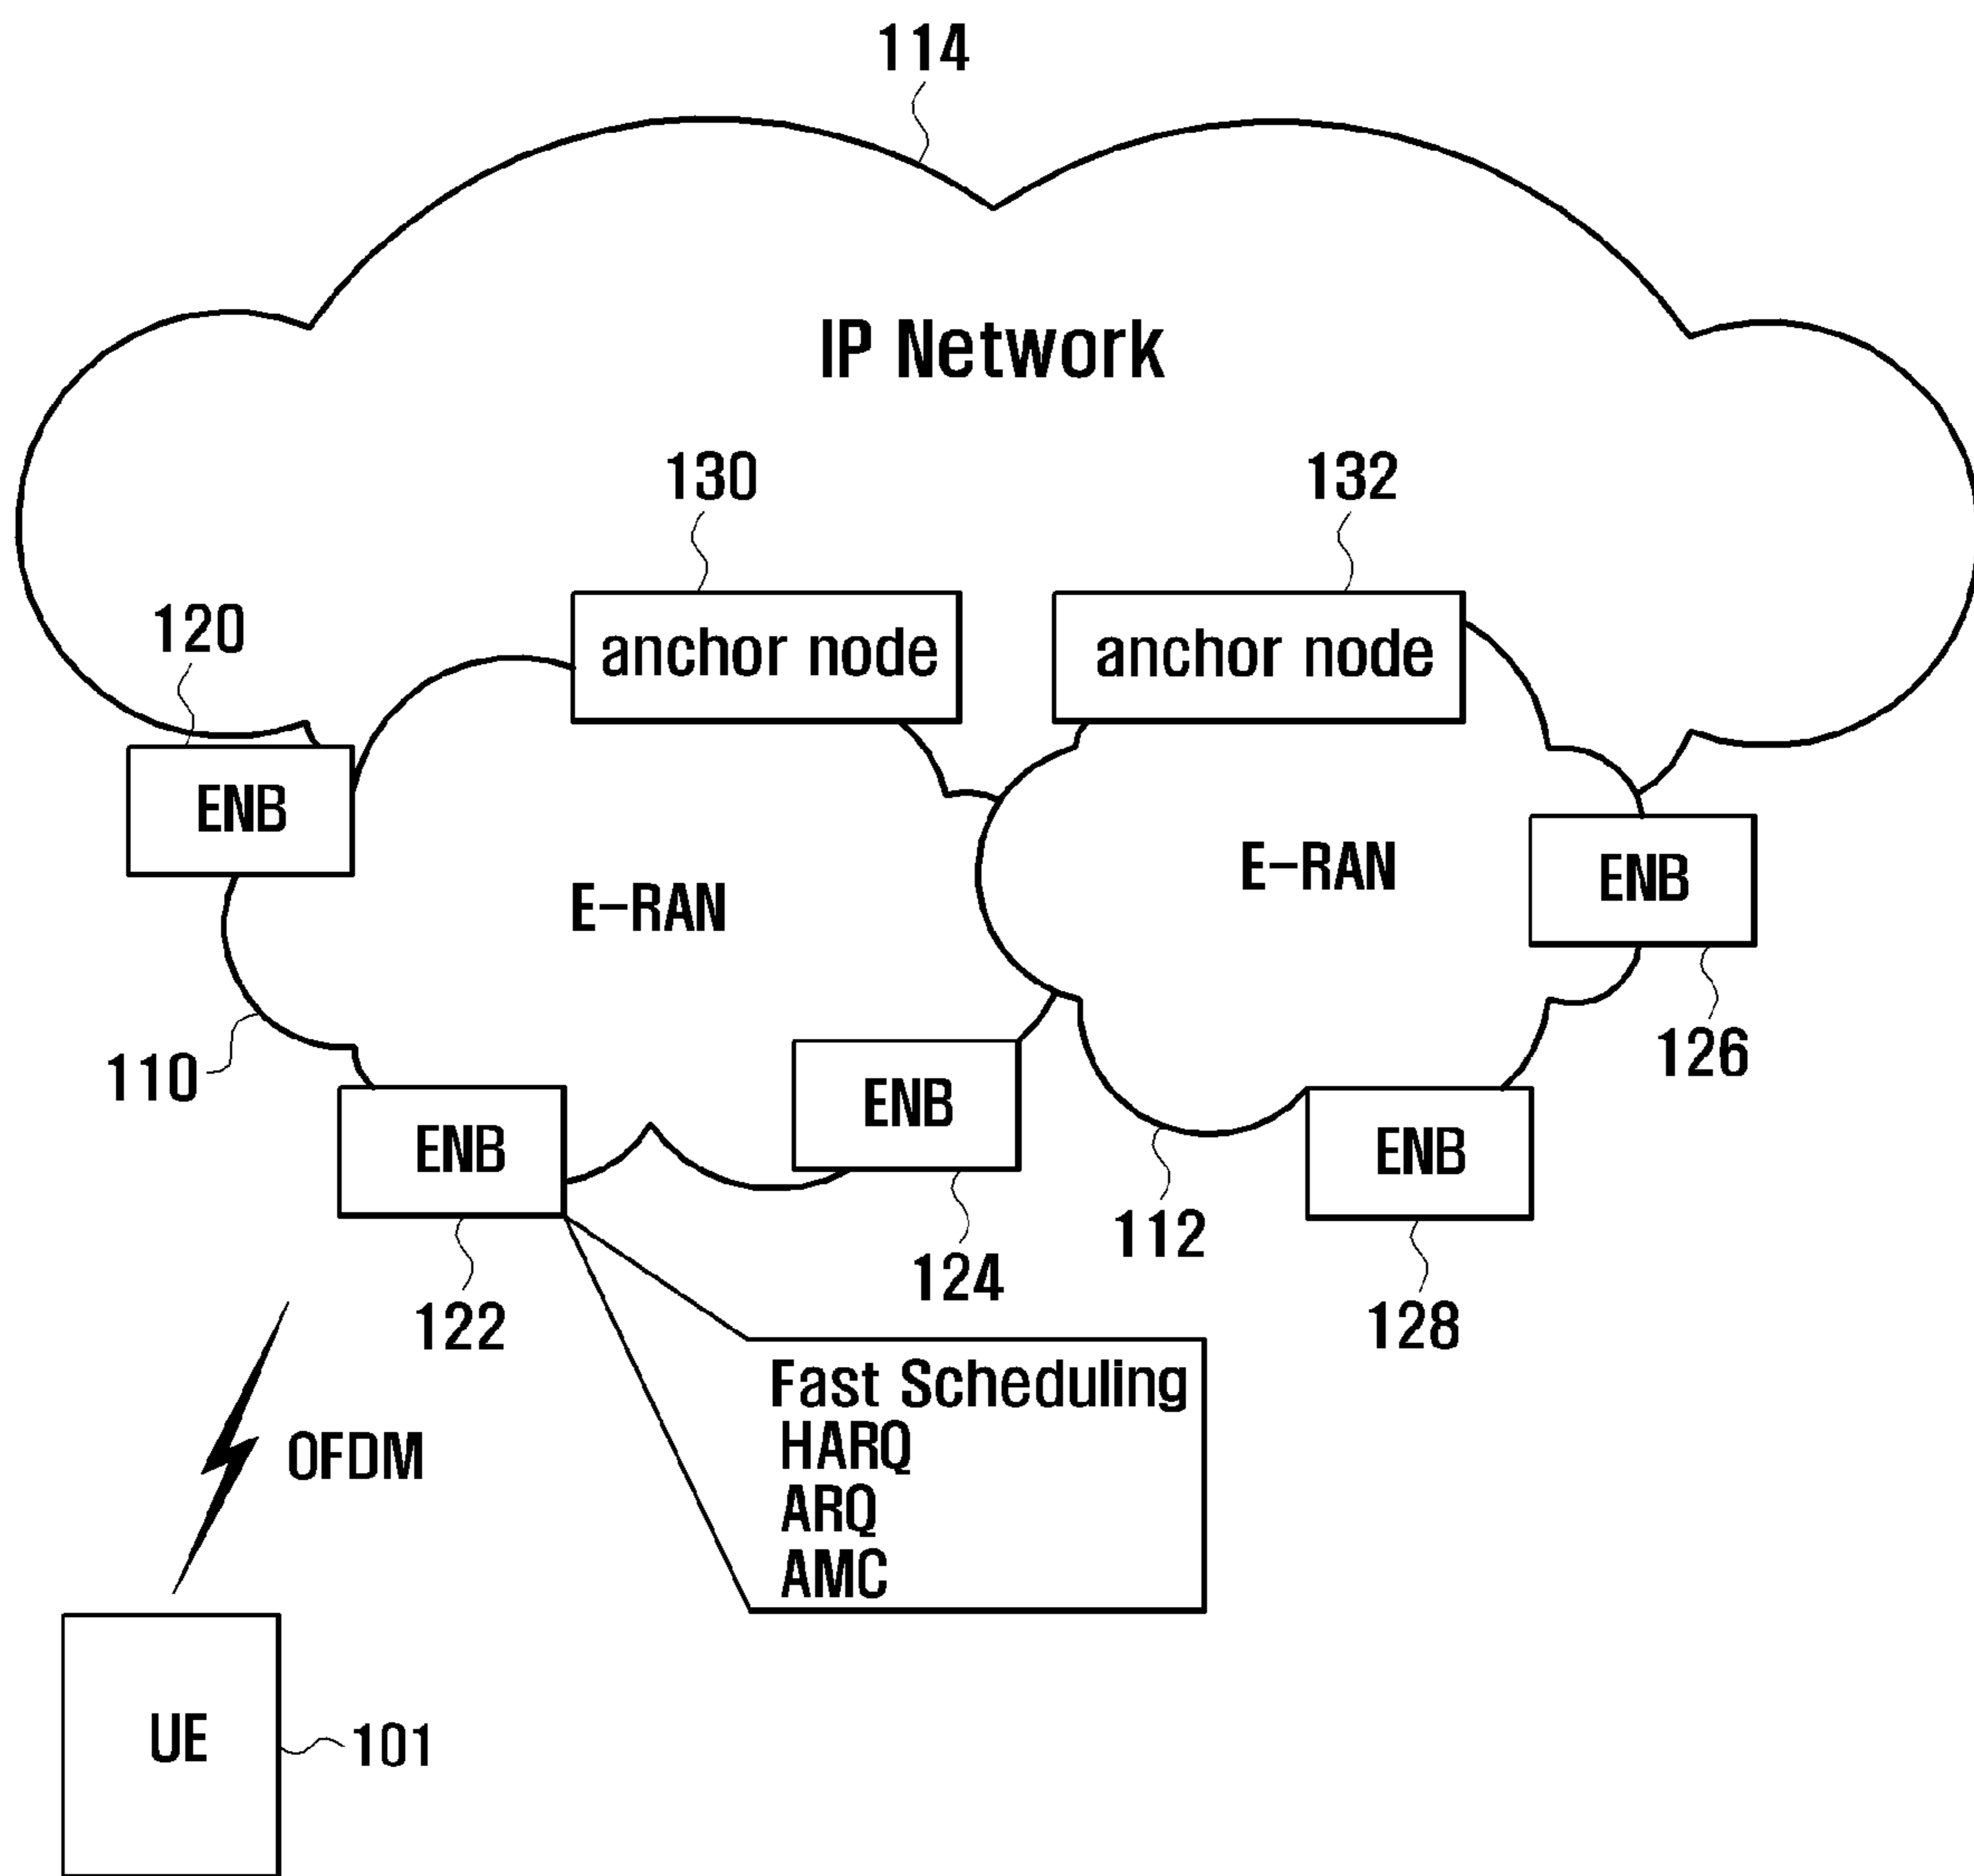 114
IP Network
130
132
120
anchor node
anchor node
ENB
E-RAN
E-RAN
ENB
110
ENB
ENB
126
ENB
122
124
112
128
Fast Scheduling
HARQ
ARQ
AMC
OFDM
UE
101